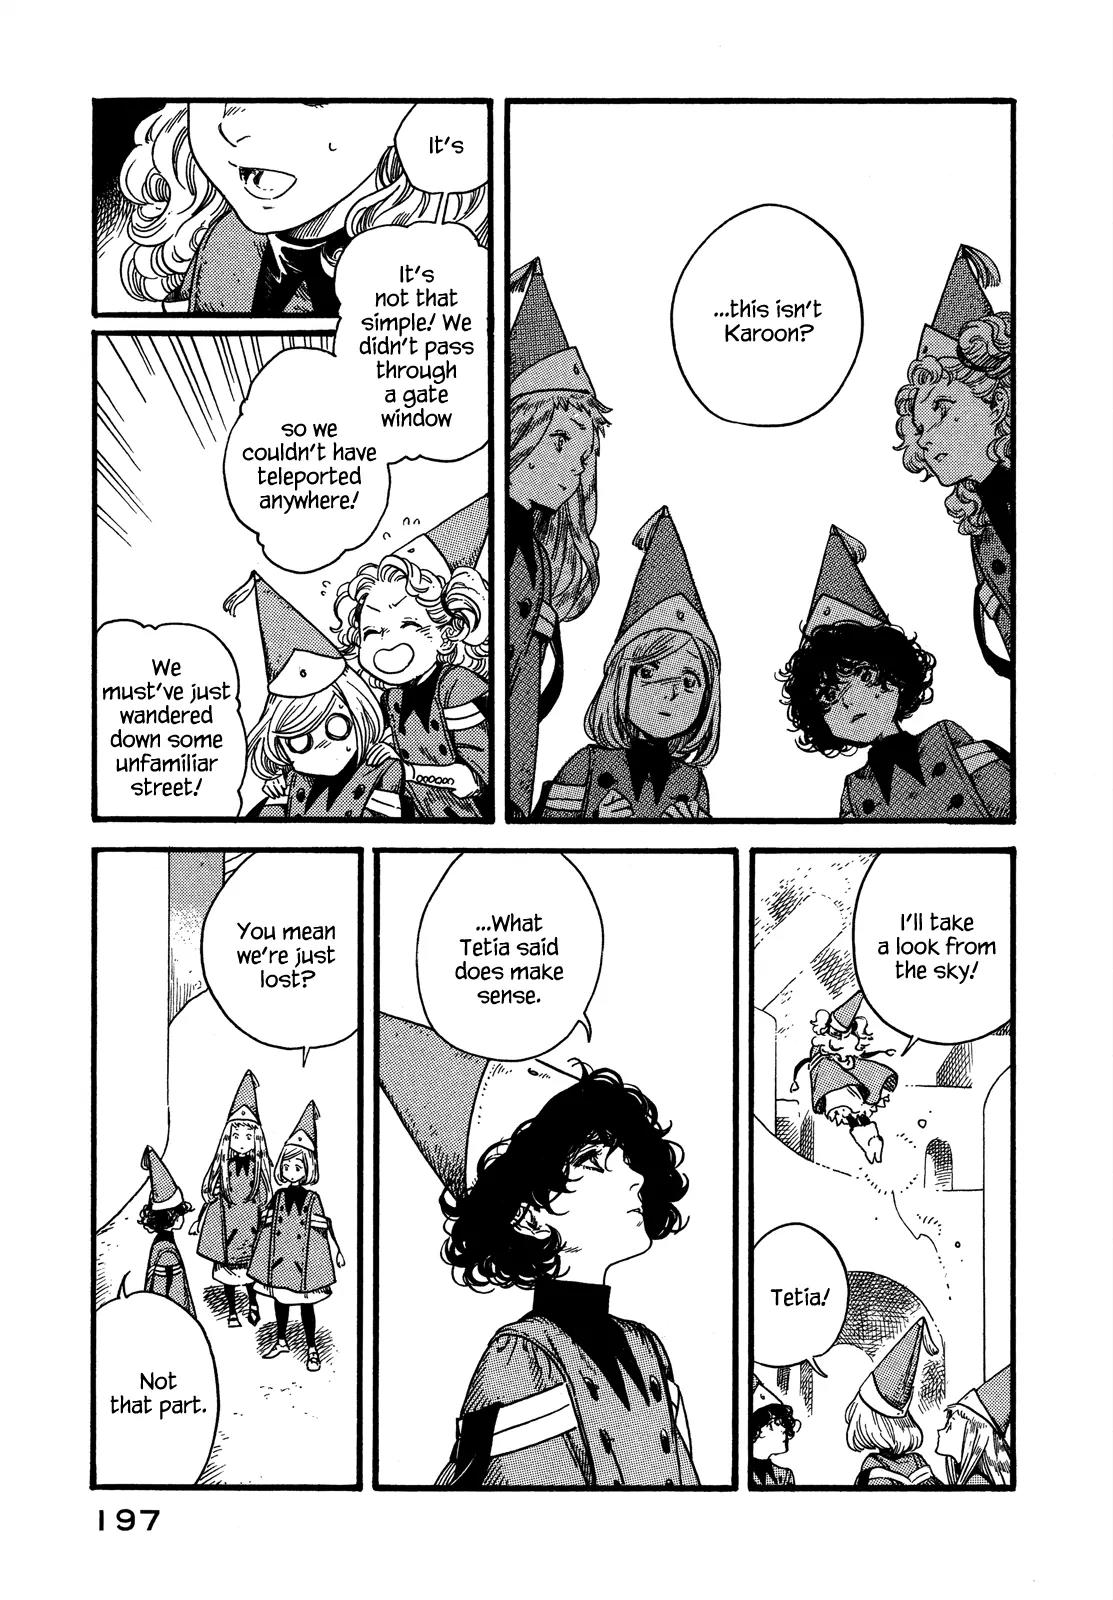 ...this isn't
Karoon?
It's
It's
not that
simple! We
didn't pass
through
a gate
window
so we
couldn't have
teleported
anywhere!
We
must've just
wandered
down some
unfamiliar
street!
I'll take
a look from
the sky!
Tetia!
...What
Tetia said
does make
sense.
You mean
we're just
lost?
Not
that part.
197